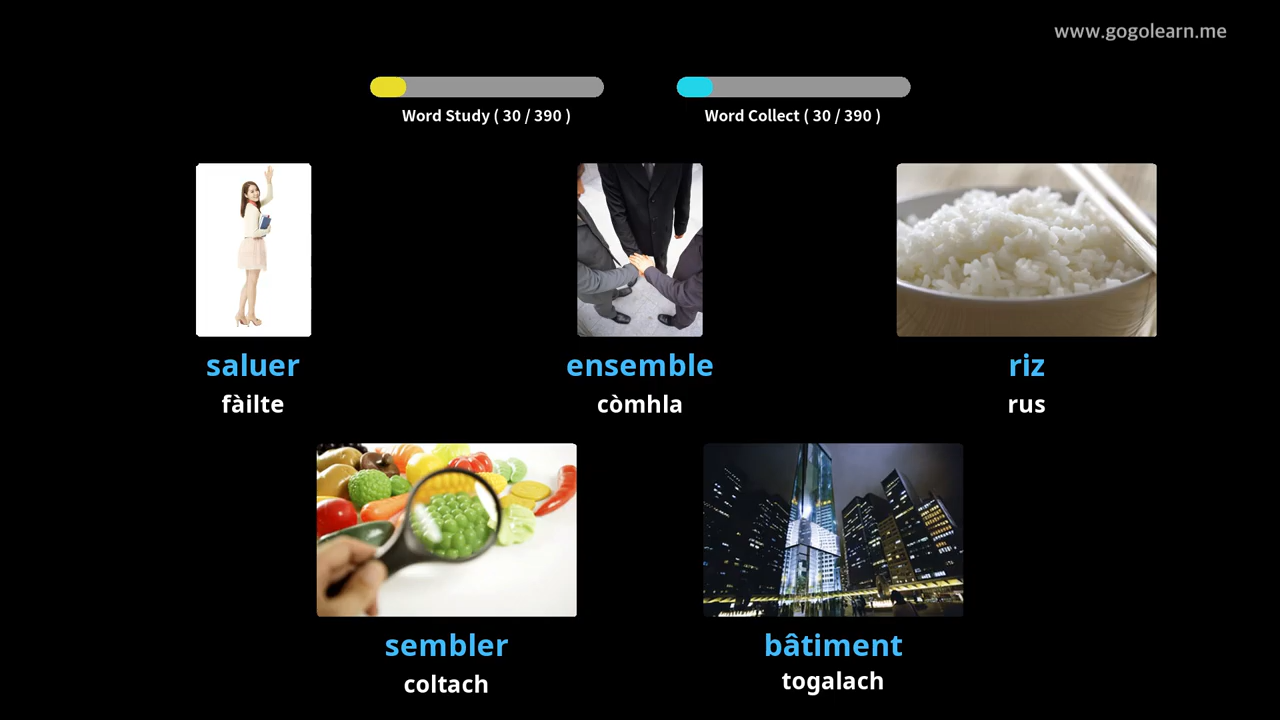 www.gogolearn.me
Word Study ( 30 / 390 )
Word Collect ( 30 / 390 )
saluer
fàilte
ensemble
còmhla
riz
rus
sembler
coltach
bâtiment
togalach